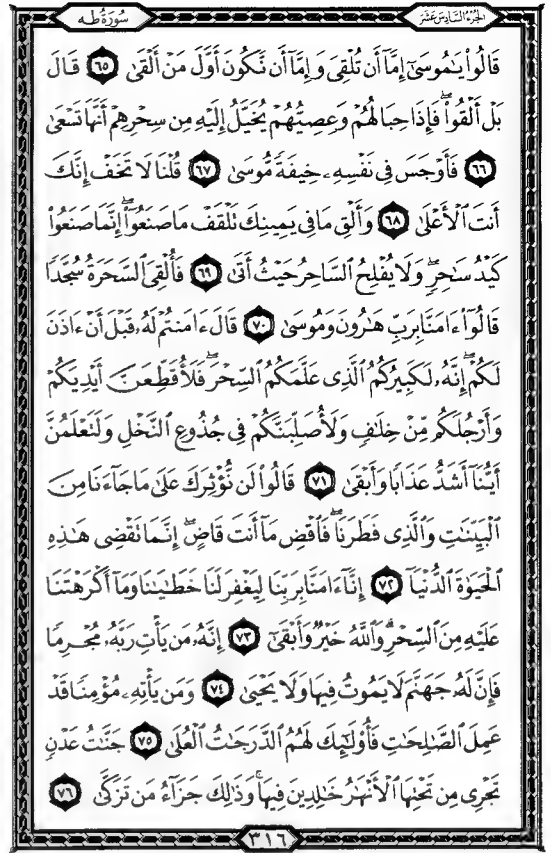 الجزء السادس عشر
سورة طه
قَالُواْ يَٰمُوسَىٰٓ إِمَّآ أَن تُلْقِىَ وَإِمَّآ أَن نَّكُونَ أَوَّلَ مَنْ أَلْقَىٰ ٦٥ قَالَ
بَلْ أَلْقُواْۖ فَإِذَا حِبَالُهُمْ وَعِصِيُّهُمْ يُخَيَّلُ إِلَيْهِ مِن سِحْرِهِمْ أَنَّهَا تَسْعَىٰ
٦٦ فَأَوْجَسَ فِى نَفْسِهِۦ خِيفَةً مُّوسَىٰ ٦٧ قُلْنَا لَا تَخَفْ إِنَّكَ
أَنتَ ٱلْأَعْلَىٰ ٦٨ وَأَلْقِ مَا فِى يَمِينِكَ تَلْقَفْ مَا صَنَعُوٓاْۖ إِنَّمَا صَنَعُواْ
كَيْدُ سَٰحِرٍۖ وَلَا يُفْلِحُ ٱلسَّاحِرُ حَيْثُ أَتَىٰ ٦٩ فَأُلْقِىَ ٱلسَّحَرَةُ سُجَّدًا
قَالُوٓاْ ءَامَنَّا بِرَبِّ هَٰرُونَ وَمُوسَىٰ ٧٠ قَالَ ءَامَنتُمْ لَهُۥ قَبْلَ أَنْ ءَاذَنَ
لَكُمْۖ إِنَّهُۥ لَكَبِيرُكُمُ ٱلَّذِى عَلَّمَكُمُ ٱلسِّحْرَۖ فَلَأُقَطِّعَنَّ أَيْدِيَكُمْ
وَأَرْجُلَكُم مِّنْ خِلَٰفٍ وَلَأُصَلِّبَنَّكُمْ فِى جُذُوعِ ٱلنَّخْلِ وَلَتَعْلَمُنَّ
أَيُّنَآ أَشَدُّ عَذَابًا وَأَبْقَىٰ ٧١ قَالُواْ لَن نُّؤْثِرَكَ عَلَىٰ مَا جَآءَنَا مِنَ
ٱلْبَيِّنَٰتِ وَٱلَّذِى فَطَرَنَاۖ فَٱقْضِ مَآ أَنتَ قَاضٍۖ إِنَّمَا تَقْضِى هَٰذِهِ
ٱلْحَيَوٰةَ ٱلدُّنْيَآ ٧٢ إِنَّآ ءَامَنَّا بِرَبِّنَا لِيَغْفِرَ لَنَا خَطَٰيَٰنَا وَمَآ أَكْرَهْتَنَا
عَلَيْهِ مِنَ ٱلسِّحْرِۗ وَٱللَّهُ خَيْرٌ وَأَبْقَىٰٓ ٧٣ إِنَّهُۥ مَن يَأْتِ رَبَّهُۥ مُجْرِمًا
فَإِنَّ لَهُۥ جَهَنَّمَ لَا يَمُوتُ فِيهَا وَلَا يَحْيَىٰ ٧٤ وَمَن يَأْتِهِۦ مُؤْمِنًا قَدْ
عَمِلَ ٱلصَّٰلِحَٰتِ فَأُوْلَٰٓئِكَ لَهُمُ ٱلدَّرَجَٰتُ ٱلْعُلَىٰ ٧٥ جَنَّٰتُ عَدْنٍ
تَجْرِى مِن تَحْتِهَا ٱلْأَنْهَٰرُ خَٰلِدِينَ فِيهَاۚ وَذَٰلِكَ جَزَآءُ مَن تَزَكَّىٰ ٧٦
٣١٦